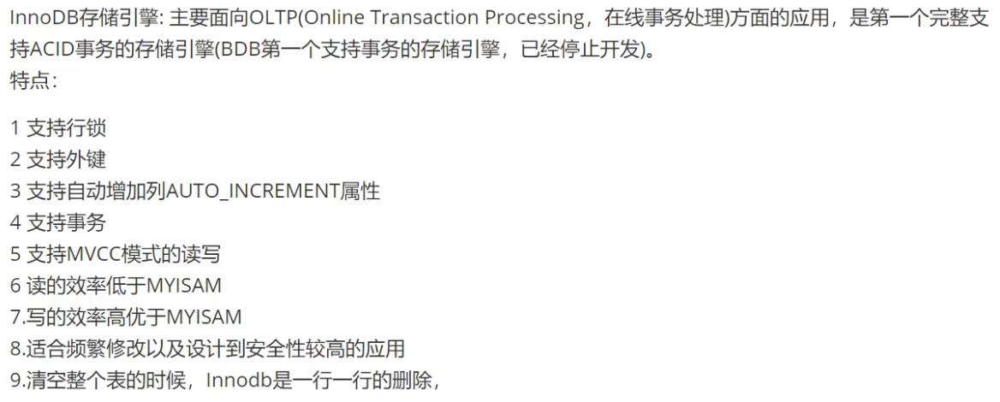 InnoDB存储引擎: 主要面向OLTP(Online Transaction Processing，在线事务处理)方面的应用，是第一个完整支
持ACID事务的存储引擎(BDB第一个支持事务的存储引擎，已经停止开发)。
特点：
1 支持行锁
2 支持外键
3 支持自动增加列AUTO_INCREMENT属性
4 支持事务
5 支持MVCC模式的读写
6 读的效率低于MYISAM
7.写的效率高优于MYISAM
8.适合频繁修改以及设计到安全性较高的应用
9.清空整个表的时候，Innodb是一行一行的删除，